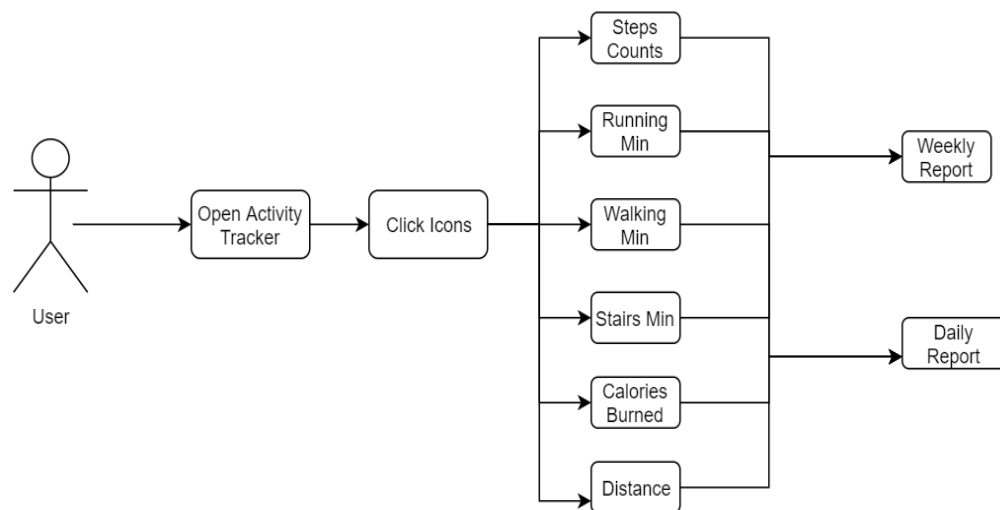 User
Open Activity
Tracker
Click Icons
Steps
Counts
Running
Min
Walking
Min
Stairs Min
Calories
Burned
Distance
Weekly
Report
Daily
Report